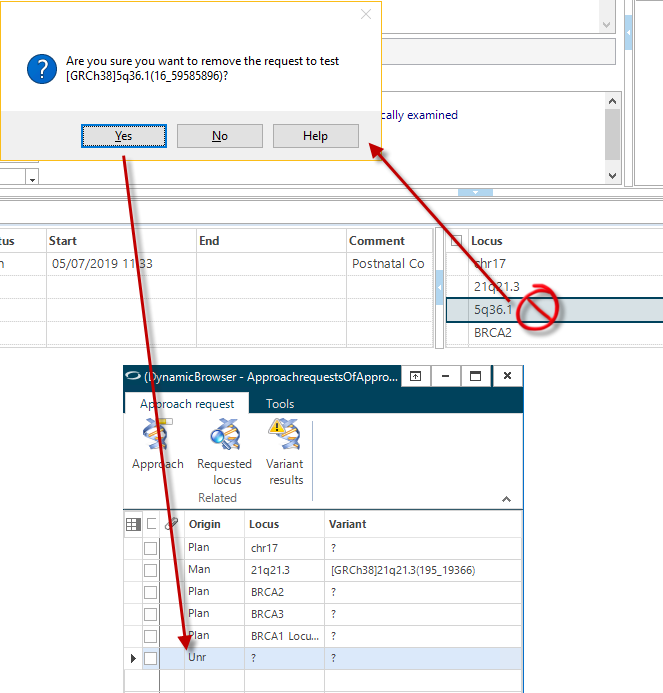 Are you sure you want to remove the request to test
[GRCh38]5q36.1(16_59585896)?
Yes No Help
cally examined
tus Start End Comment Locus
n 05/07/2019 11:33 Postnatal Co chr17
21q21.3
5q36.1
BRCA2
(DynamicBrowser - ApproachrequestsOfAppro...
Approach request Tools
Approach Requested locus Variant results
Related
Origin Locus Variant
Plan chr17 ?
Man 21q21.3 [GRCh38]21q21.3(195_19366)
Plan BRCA2 ?
Plan BRCA3 ?
Plan BRCA1 Locu... ?
Unr ? ?